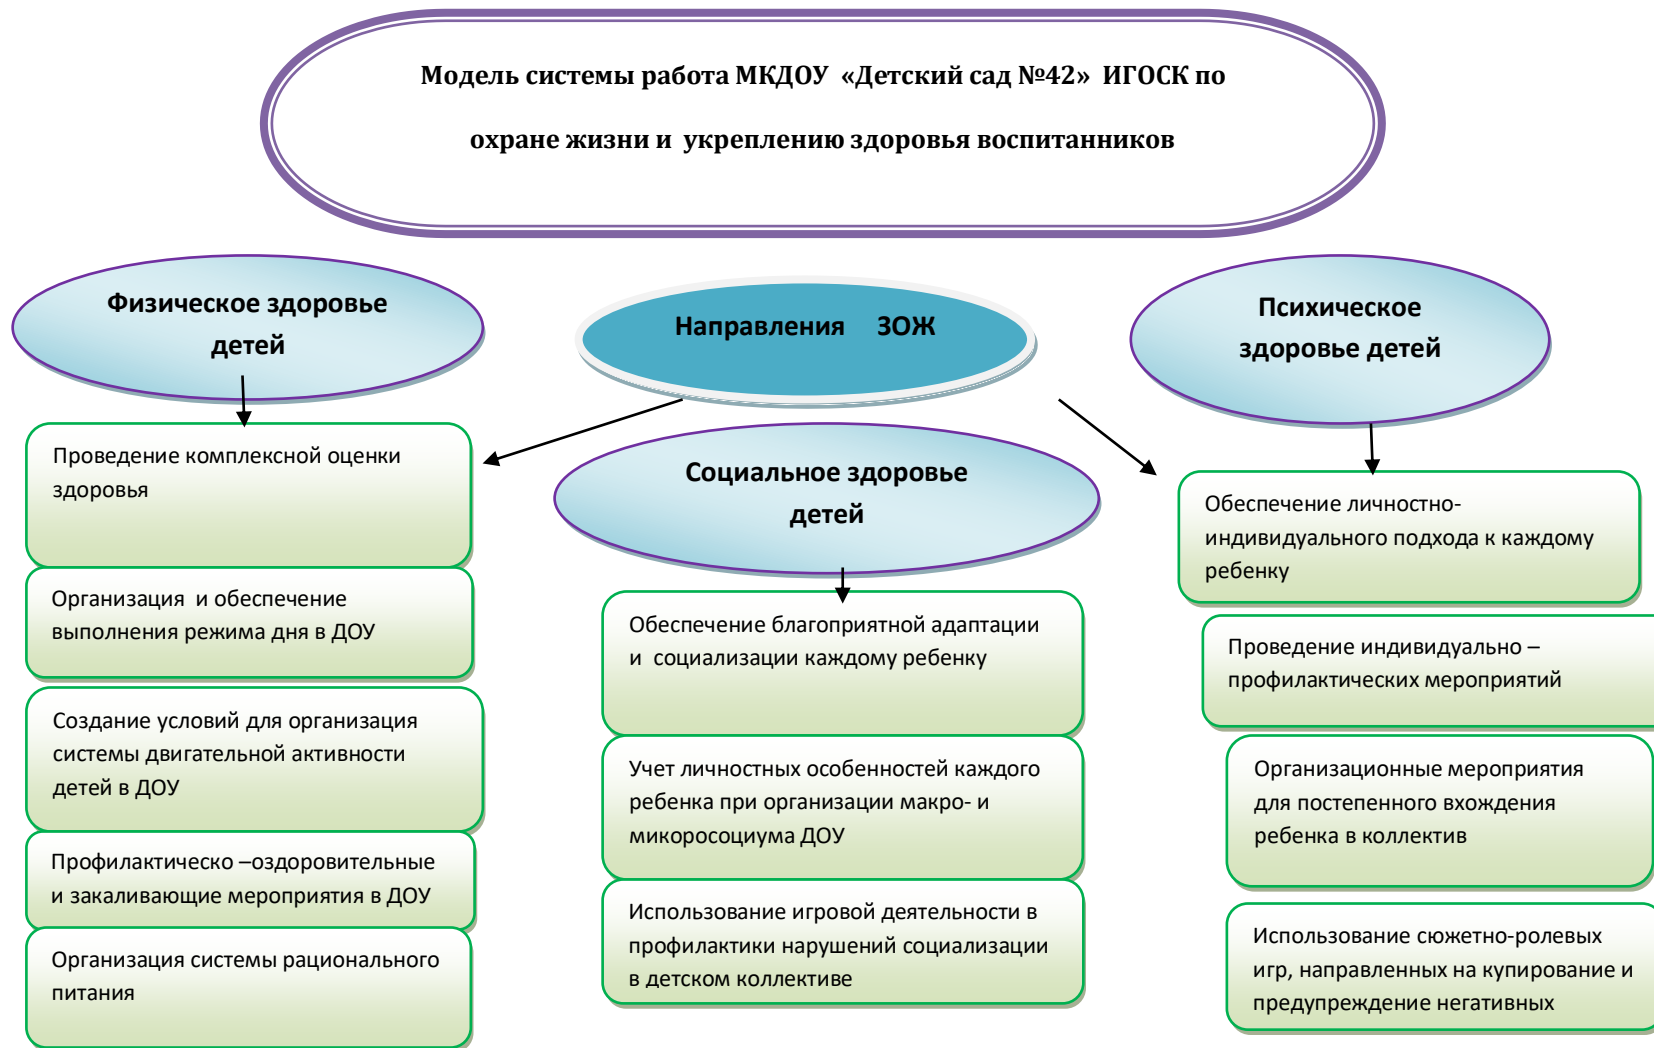 Модель системы работа МКДОУ «Детский сад №42» ИГОСК по
охране жизни и укреплению здоровья воспитанников
Физическое здоровье
детей
Направления ЗОЖ
Психическое
здоровье детей
Социальное здоровье
детей
Проведение комплексной оценки
здоровья
Организация и обеспечение
выполнения режима дня в ДОУ
Создание условий для организация
системы двигательной активности
детей в ДОУ
Профилактическо –оздоровительные
и закаливающие мероприятия в ДОУ
Организация системы рационального
питания
Обеспечение благоприятной адаптации
и социализации каждому ребенку
Учет личностных особенностей каждого
ребенка при организации макро- и
микоросоциума ДОУ
Использование игровой деятельности в
профилактики нарушений социализации
в детском коллективе
Обеспечение личностно-
индивидуального подхода к каждому
ребенку
Проведение индивидуально –
профилактических мероприятий
Организационные мероприятия
для постепенного вхождения
ребенка в коллектив
Использование сюжетно-ролевых
игр, направленных на купирование и
предупреждение негативных